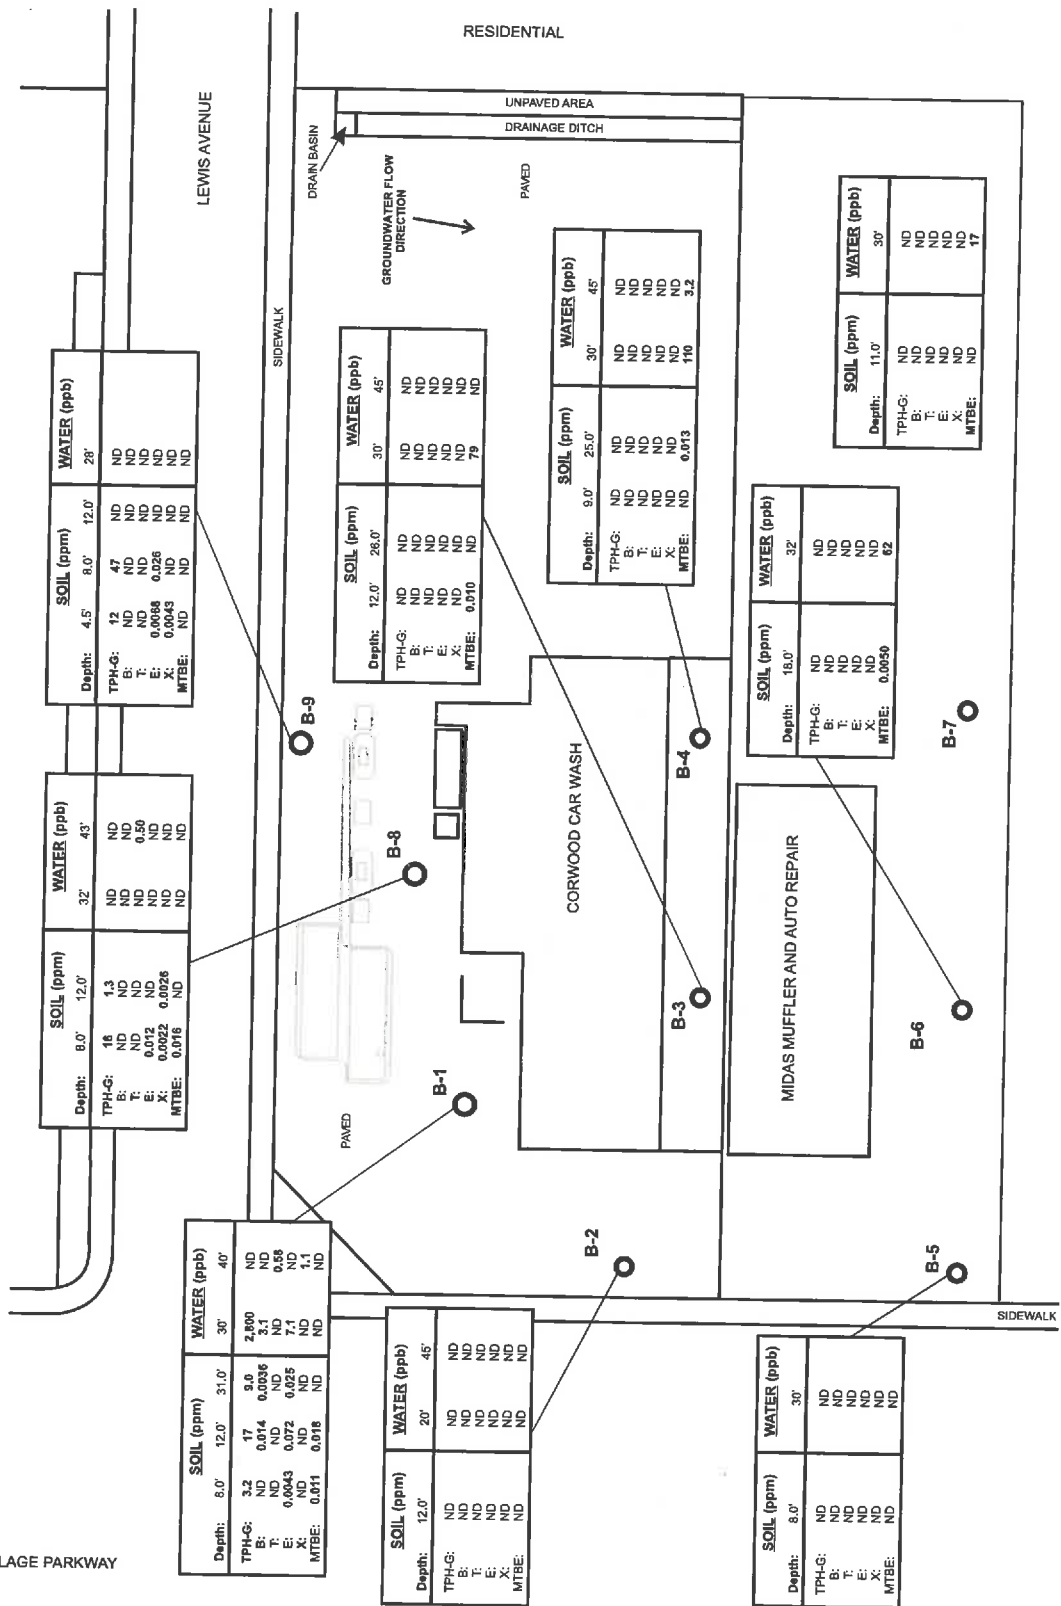 RESIDENTIAL
LEWIS AVENUE
UNPAVED AREA
DRAINAGE DITCH
DRAIN BASIN
SIDEWALK
GROUNDWATER FLOW
DIRECTION
PAVED
SOIL (ppm) WATER (ppb)
Depth: 4.5' 8.0' 12.0' 28'
TPH-G: 12 47 ND ND
B: ND ND ND ND
T: ND ND ND ND
E: 0.0068 0.026 ND ND
X: 0.0043 ND ND ND
MTBE: ND ND ND ND
B-9
SOIL (ppm) WATER (ppb)
Depth: 8.0' 12.0' 32' 43'
TPH-G: 16 1.3 ND ND
B: ND ND ND ND
T: ND ND ND 0.50
E: 0.012 ND ND ND
X: 0.0022 0.0026 ND ND
MTBE: 0.016 ND ND ND
B-8
SOIL (ppm) WATER (ppb)
Depth: 12.0' 26.0' 30' 45'
TPH-G: ND ND ND ND
B: ND ND ND ND
T: ND ND ND ND
E: ND ND ND ND
X: ND ND ND ND
MTBE: 0.010 ND 79 ND
B-3
SOIL (ppm) WATER (ppb)
Depth: 9.0' 25.0' 30' 45'
TPH-G: ND ND ND ND
B: ND ND ND ND
T: ND ND ND ND
E: ND ND ND ND
X: ND ND ND ND
MTBE: ND 0.013 110 3.2
B-4
SOIL (ppm) WATER (ppb)
Depth: 11.0' 30'
TPH-G: ND ND
B: ND ND
T: ND ND
E: ND ND
X: ND ND
MTBE: ND 17
B-7
SOIL (ppm) WATER (ppb)
Depth: 18.0' 32'
TPH-G: ND ND
B: ND ND
T: ND ND
E: ND ND
X: ND ND
MTBE: 0.0050 62
B-6
CORWOOD CAR WASH
MIDAS MUFFLER AND AUTO REPAIR
PAVED
B-1
SOIL (ppm) WATER (ppb)
Depth: 8.0' 12.0' 31.0' 30' 40'
TPH-G: 3.2 17 9.0 2,600 ND
B: ND 0.014 0.0036 3.1 ND
T: ND ND ND ND 0.58
E: 0.0043 0.072 0.025 7.1 ND
X: ND ND ND ND 1.1
MTBE: 0.011 0.018 ND ND ND
B-2
SOIL (ppm) WATER (ppb)
Depth: 12.0' 20' 45'
TPH-G: ND ND ND
B: ND ND ND
T: ND ND ND
E: ND ND ND
X: ND ND ND
MTBE: ND ND ND
B-5
SOIL (ppm) WATER (ppb)
Depth: 8.0' 30'
TPH-G: ND ND
B: ND ND
T: ND ND
E: ND ND
X: ND ND
MTBE: ND ND
SIDEWALK
LAGE PARKWAY